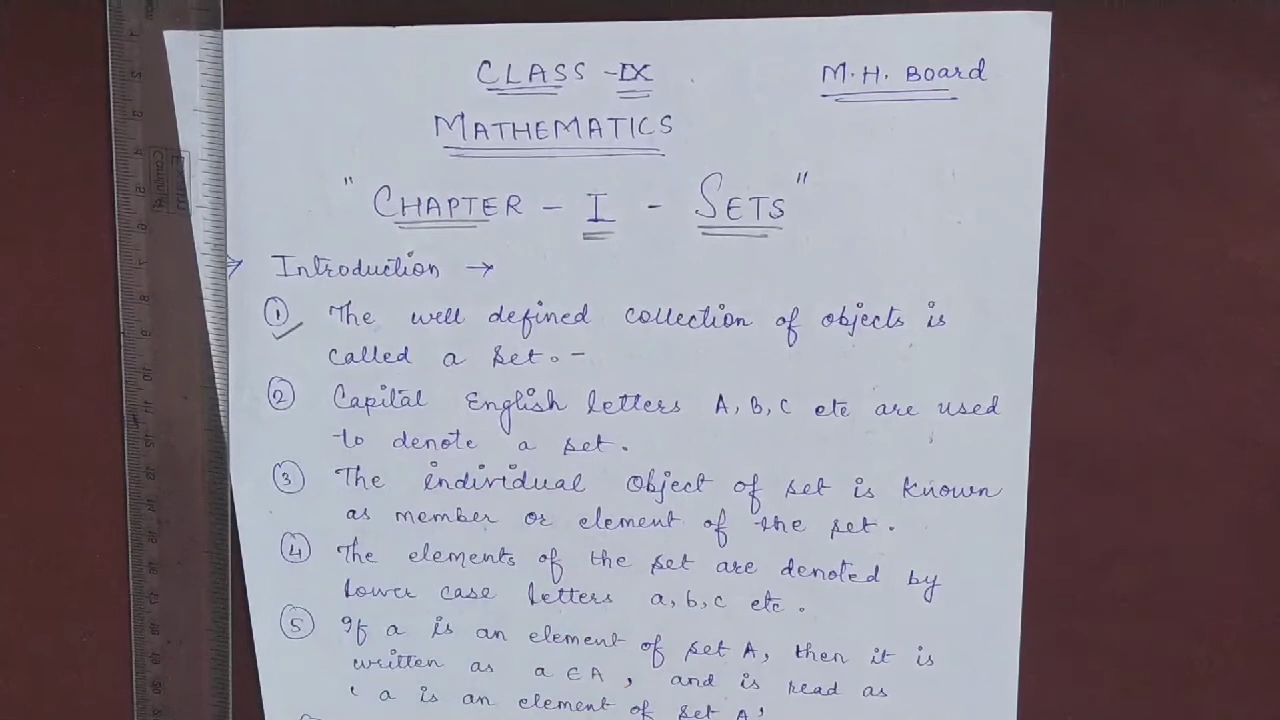 CLASS - IX
M.H. BOARD
MATHEMATICS
"CHAPTER - I - SETS"
Introduction →
① The well defined collection of objects is
called a set. -
② Capital English letters A, B, C etc are used
to denote a set.
③ The individual object of set is known
as member or element of the set.
④ The elements of the set are denoted by
lower case letters a, b, c etc.
⑤ If a is an element of set A, then it is
written as a ∈ A, and is read as
' a is an element of set A'